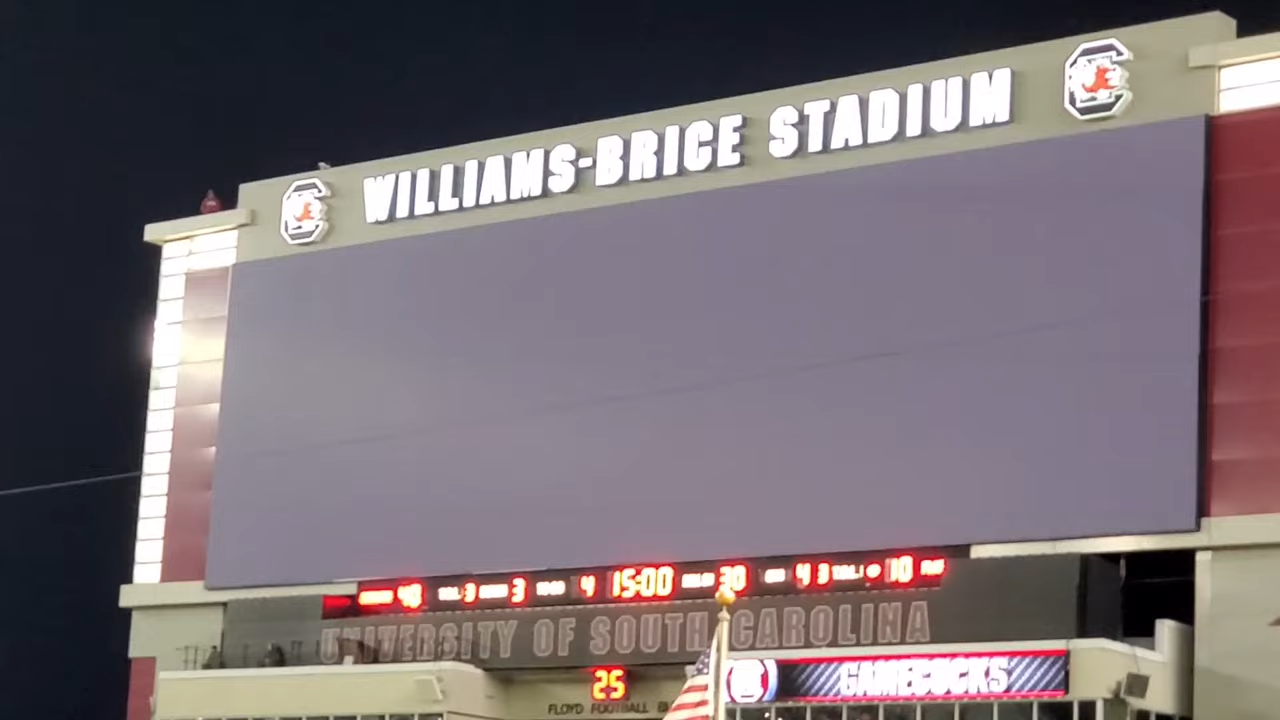 WILLIAMS-BRICE STADIUM
3 3 4 15:00 30 4 3 10
UNIVERSITY OF SOUTH CAROLINA
25
GAMECOCKS
FLOYD FOOTBALL